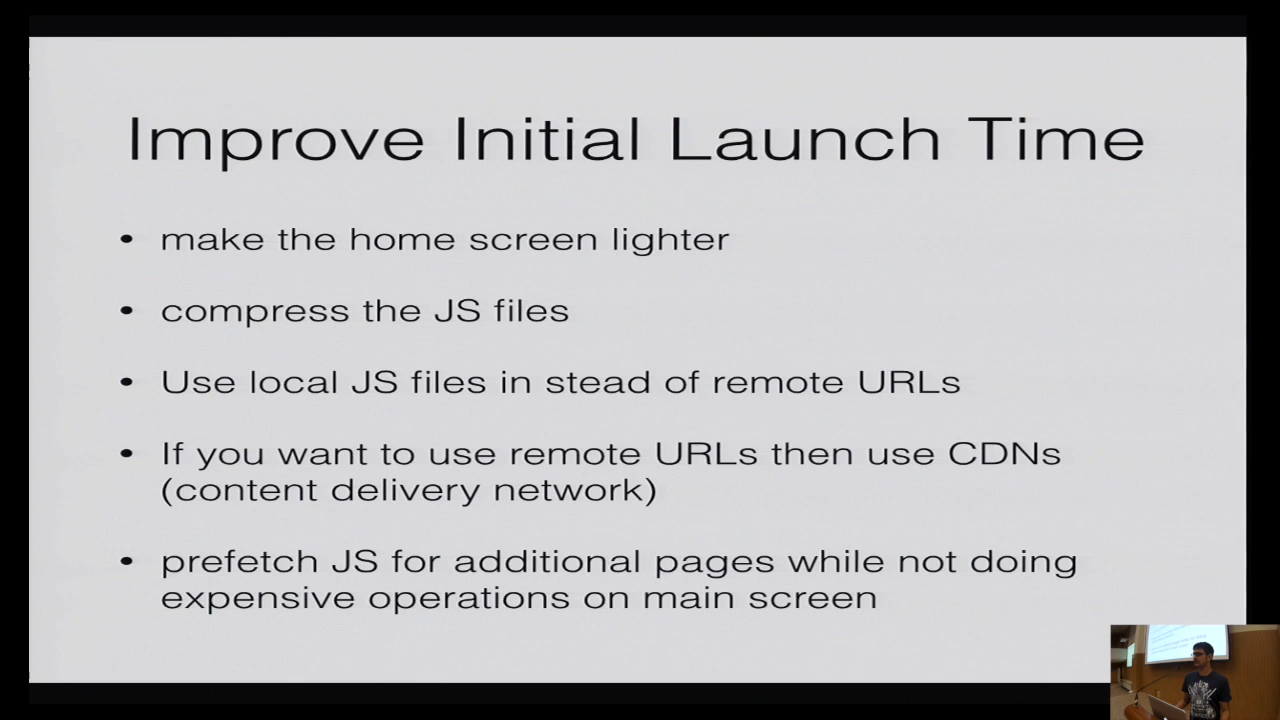 Improve Initial Launch Time
• make the home screen lighter
• compress the JS files
• Use local JS files in stead of remote URLs
• If you want to use remote URLs then use CDNs
(content delivery network)
• prefetch JS for additional pages while not doing
expensive operations on main screen